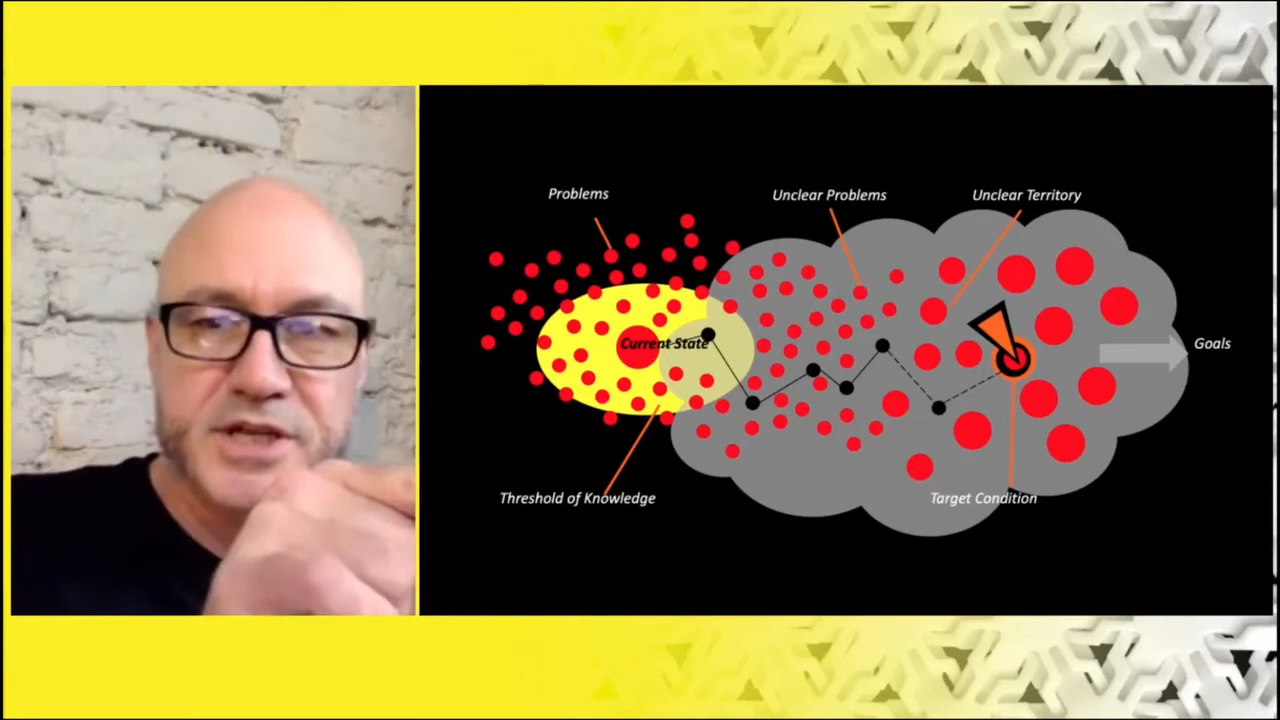 Problems
Unclear Problems
Unclear Territory
Current State
Goals
Threshold of Knowledge
Target Condition